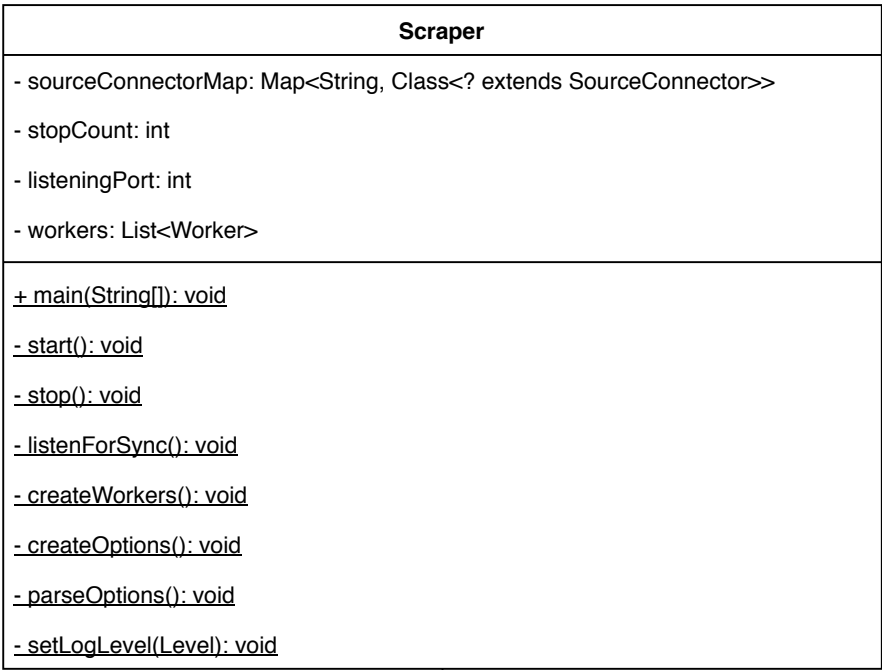 Scraper
- sourceConnectorMap: Map<String, Class<? extends SourceConnector>>
- stopCount: int
- listeningPort: int
- workers: List<Worker>
+ main(String[]): void
- start(): void
- stop(): void
- listenForSync(): void
- createWorkers(): void
- createOptions(): void
- parseOptions(): void
- setLogLevel(Level): void